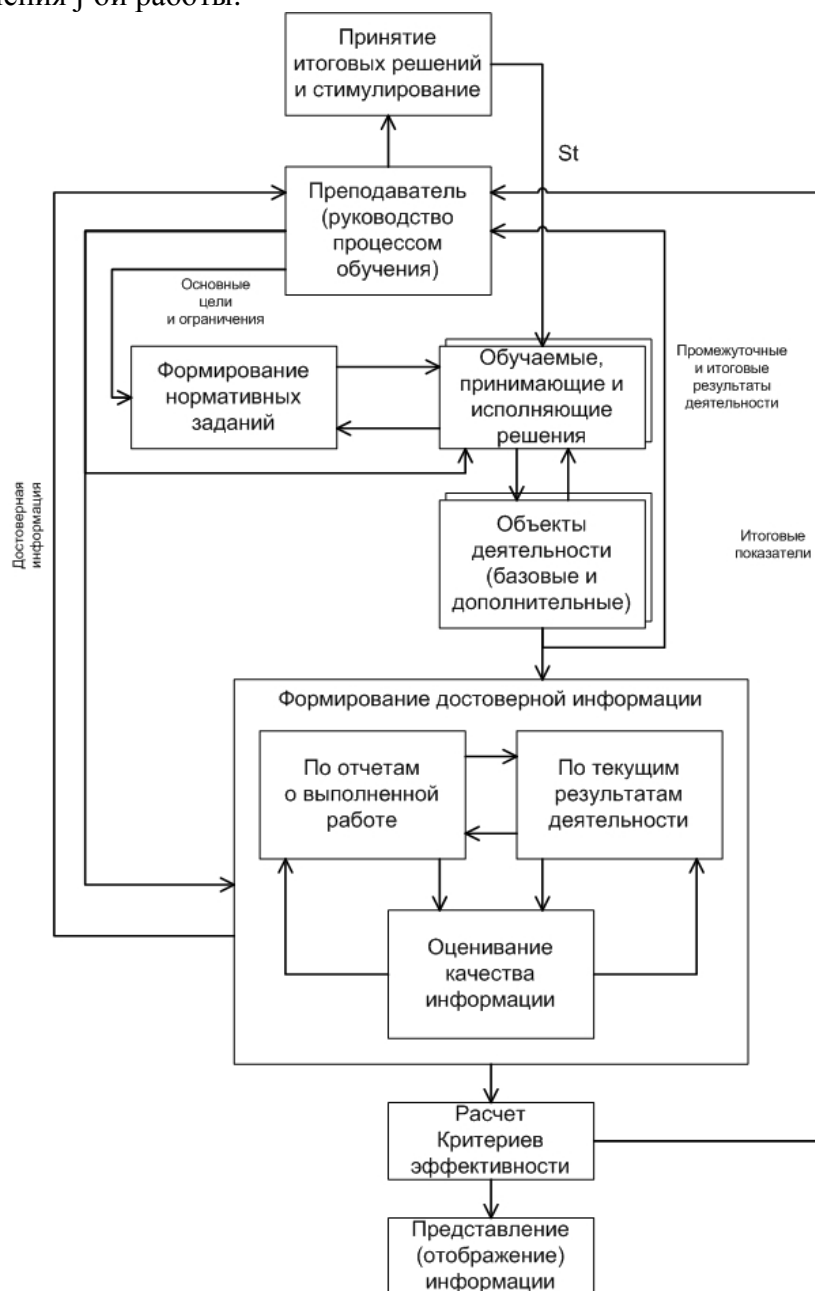 ения j-ой работы.
Принятие
итоговых решений
и стимулирование
St
Преподаватель
(руководство
процессом
обучения)
Основные
цели
и ограничения
Формирование
нормативных
заданий
Обучаемые,
принимающие и
исполняющие
решения
Промежуточные
и итоговые
результаты
деятельности
Достоверная
информация
Объекты
деятельности
(базовые и
дополнительные)
Итоговые
показатели
Формирование достоверной информации
По отчетам
о выполненной
работе
По текущим
результатам
деятельности
Оценивание
качества
информации
Расчет
Критериев
эффективности
Представление
(отображение)
информации